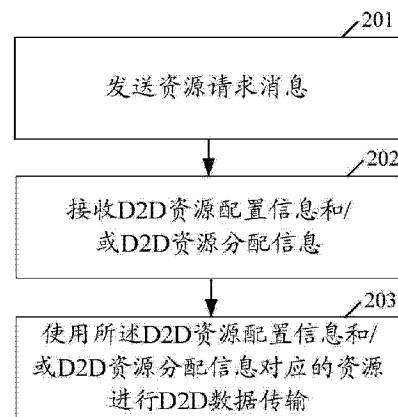 201
发送资源请求消息
202
接收D2D资源配置信息和/
或D2D资源分配信息
203
使用所述D2D资源配置信息和/
或D2D资源分配信息对应的资源
进行D2D数据传输